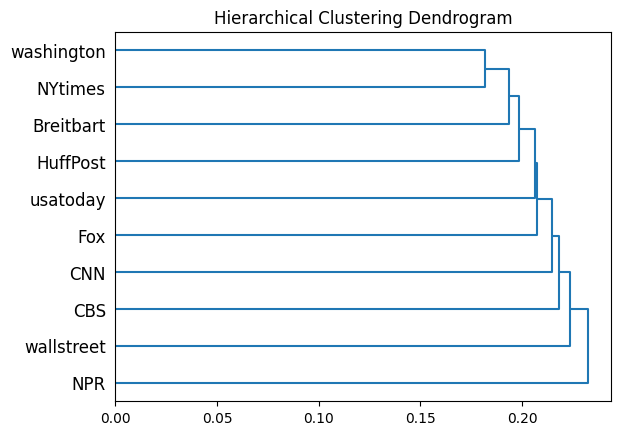 Hierarchical Clustering Dendrogram
washington
NYtimes
Breitbart
HuffPost
usatoday
Fox
CNN
CBS
wallstreet
NPR
0.00 0.05 0.10 0.15 0.20